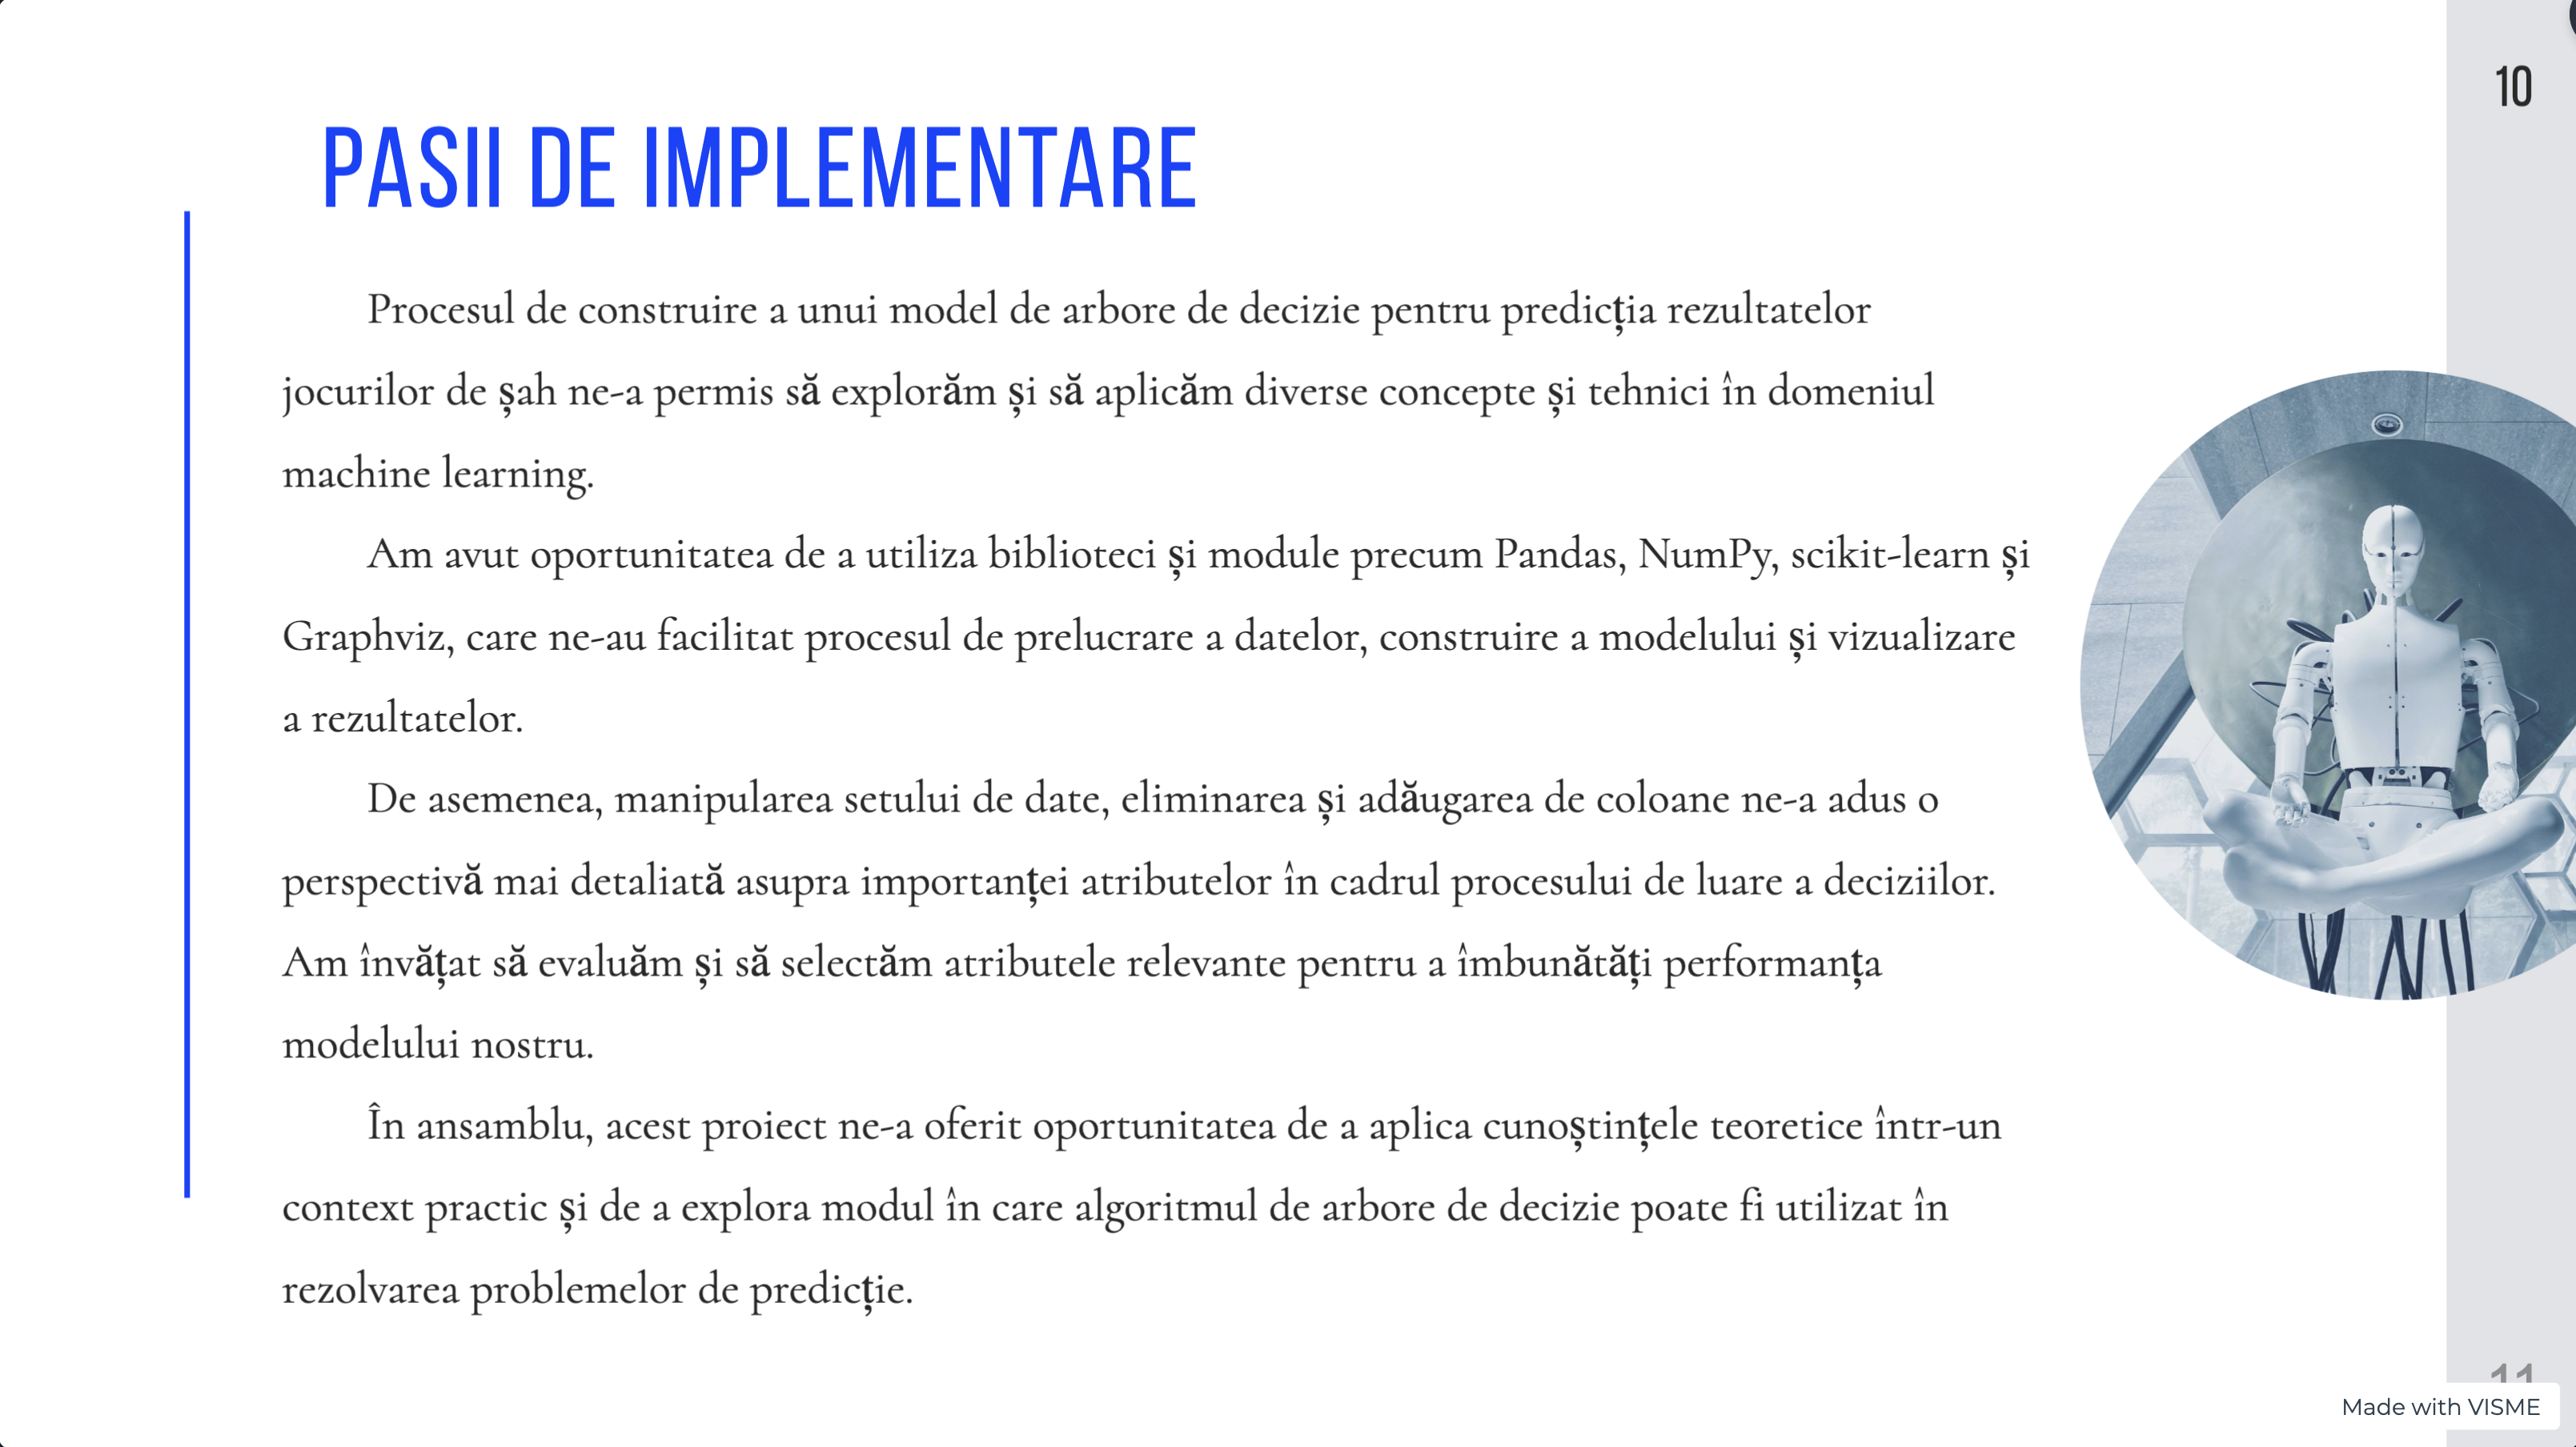 10
PASII DE IMPLEMENTARE
Procesul de construire a unui model de arbore de decizie pentru predicția rezultatelor
jocurilor de șah ne-a permis să explorăm și să aplicăm diverse concepte și tehnici în domeniul
machine learning.
Am avut oportunitatea de a utiliza biblioteci și module precum Pandas, NumPy, scikit-learn și
Graphviz, care ne-au facilitat procesul de prelucrare a datelor, construire a modelului și vizualizare
a rezultatelor.
De asemenea, manipularea setului de date, eliminarea și adăugarea de coloane ne-a adus o
perspectivă mai detaliată asupra importanței atributelor în cadrul procesului de luare a deciziilor.
Am învățat să evaluăm și să selectăm atributele relevante pentru a îmbunătăți performanța
modelului nostru.
În ansamblu, acest proiect ne-a oferit oportunitatea de a aplica cunoștințele teoretice într-un
context practic și de a explora modul în care algoritmul de arbore de decizie poate fi utilizat în
rezolvarea problemelor de predicție.
11
Made with VISME